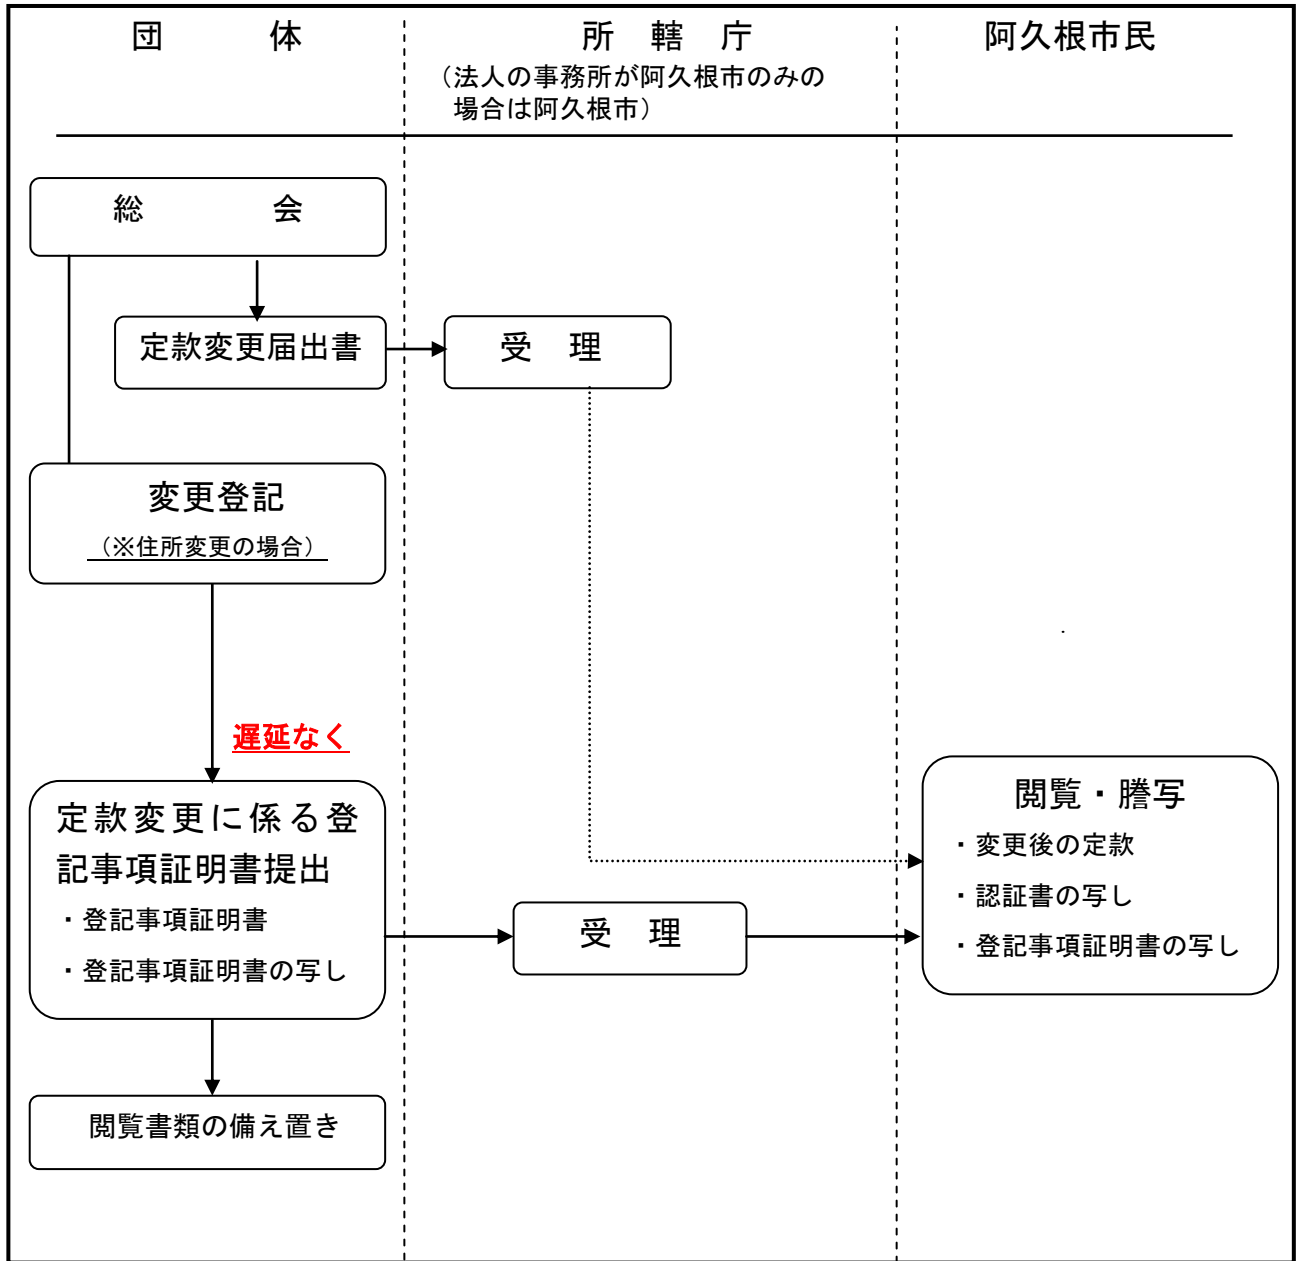 団　体
所　轄　庁
（法人の事務所が阿久根市のみの
場合は阿久根市）
阿久根市民
総　会
定款変更届出書
受　理
変更登記
（※住所変更の場合）
遅延なく
定款変更に係る登
記事項証明書提出
・登記事項証明書
・登記事項証明書の写し
受　理
閲覧・謄写
・変更後の定款
・認証書の写し
・登記事項証明書の写し
閲覧書類の備え置き